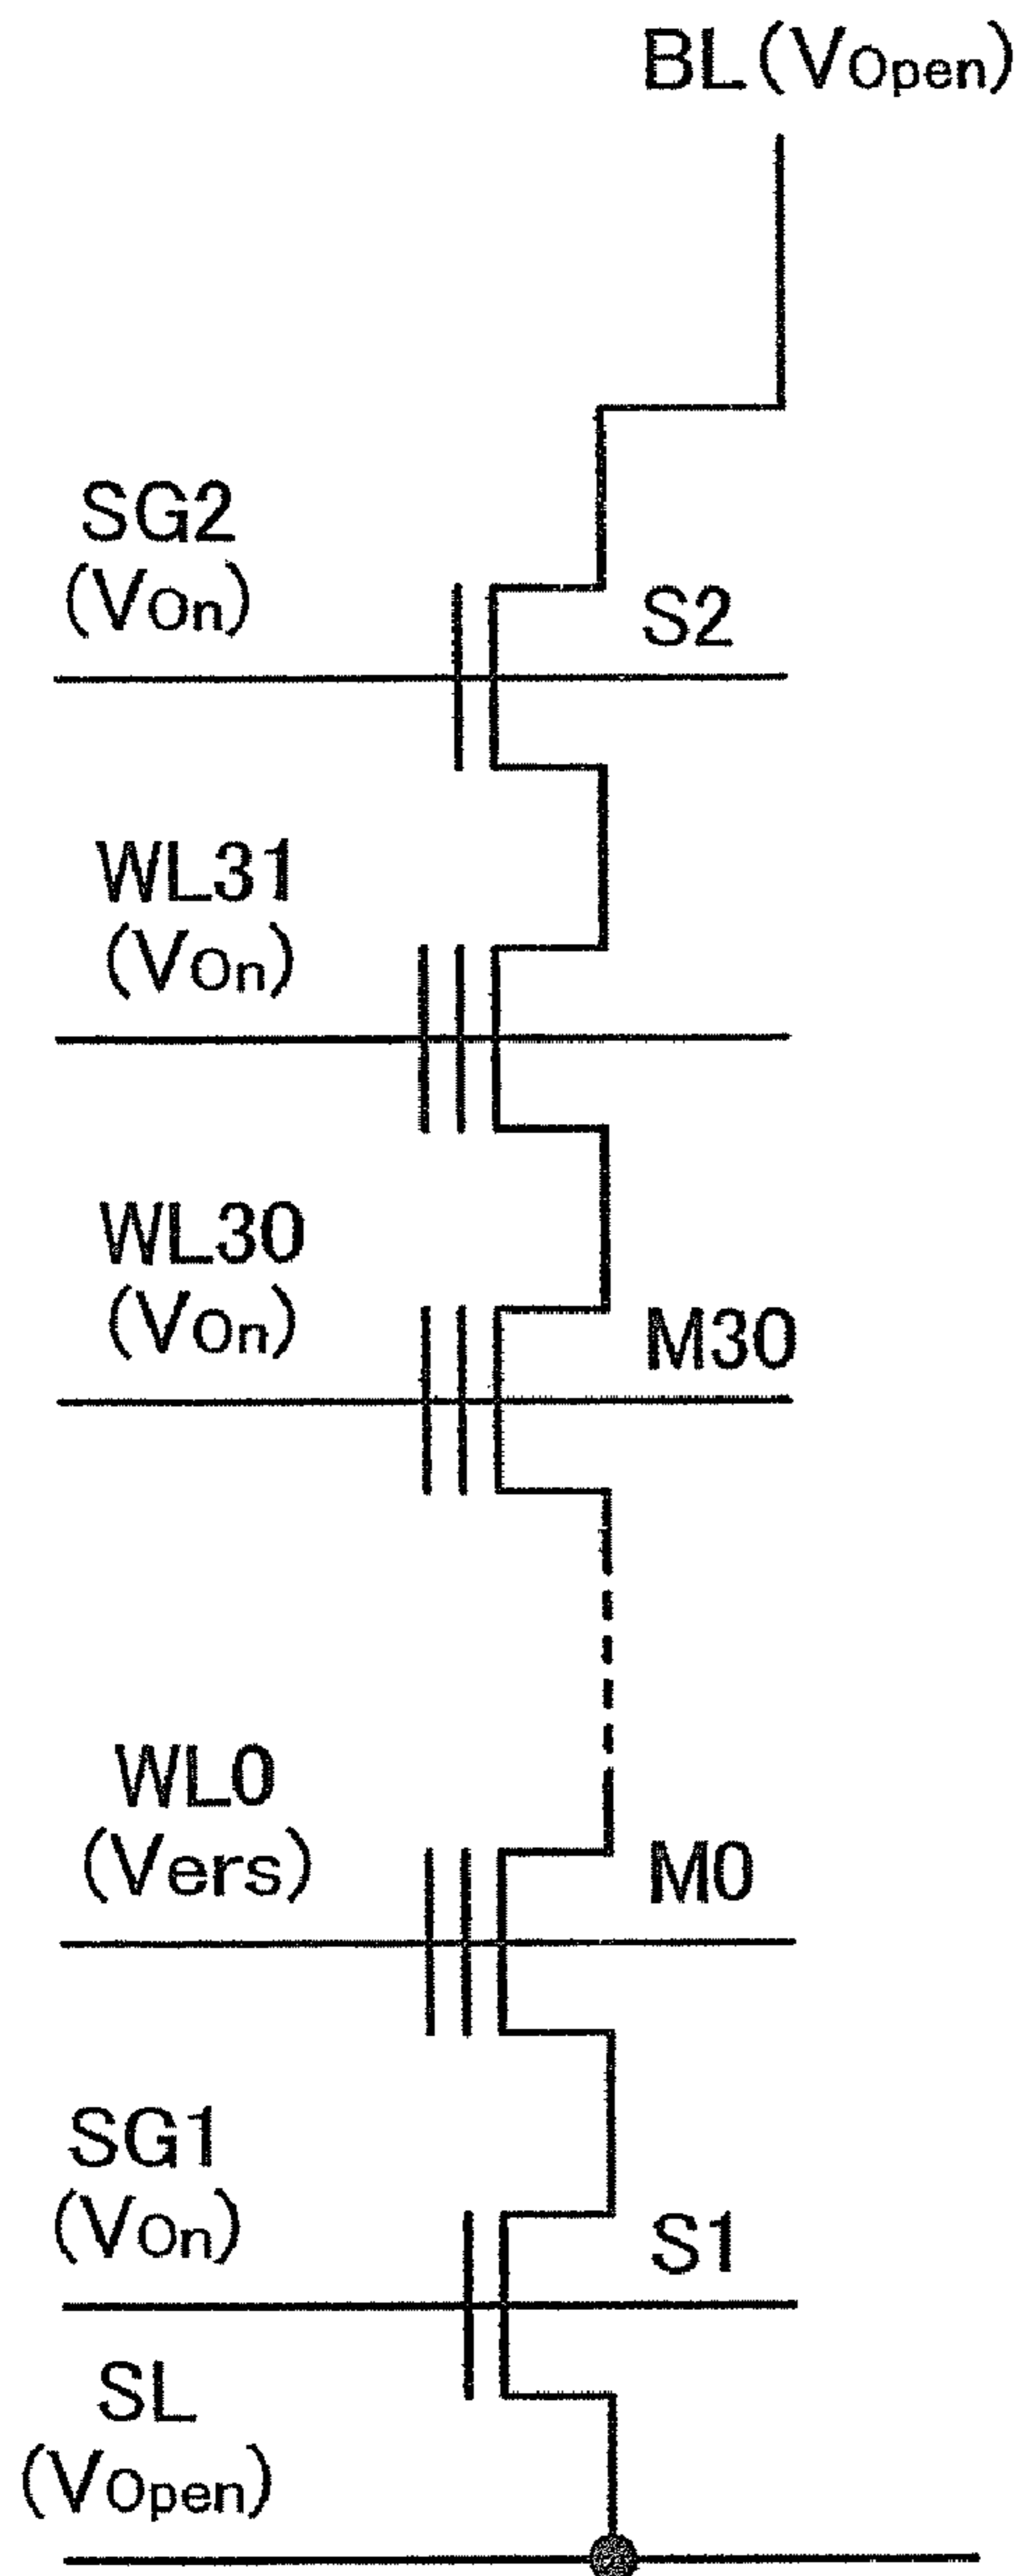 BL(VOpen)
SG2
(VOn)
S2
WL31
(VOn)
WL30
(VOn)
M30
WL0
(Vers)
M0
SG1
(VOn)
S1
SL
(VOpen)